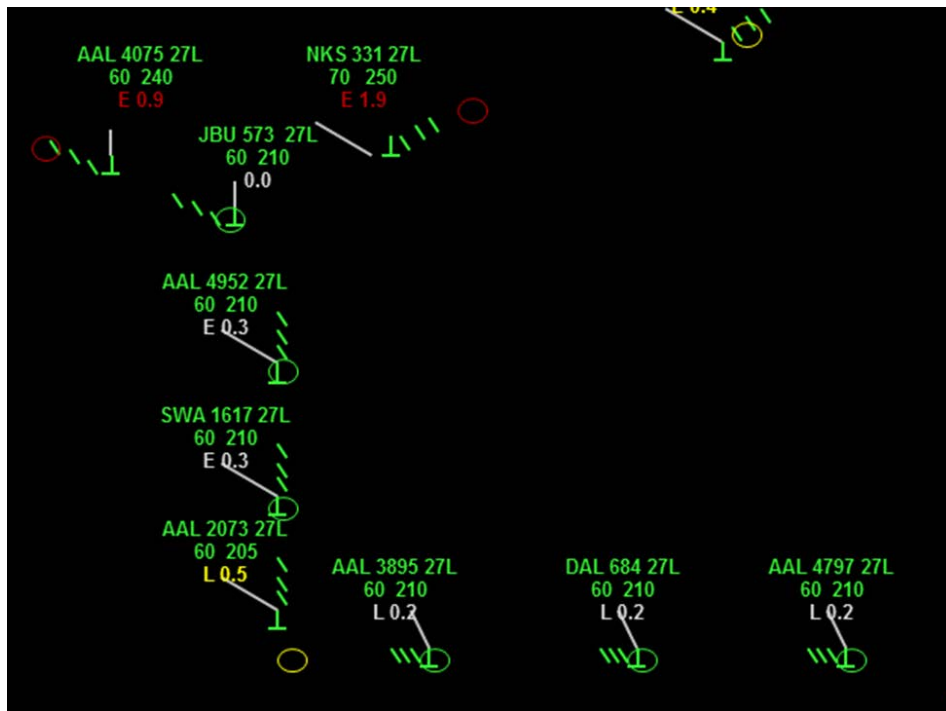 L 0.4
AAL 4075 27L
60 240
E 0.9
NKS 331 27L
70 250
E 1.9
JBU 573 27L
60 210
0.0
AAL 4952 27L
60 210
E 0.3
SWA 1617 27L
60 210
E 0.3
AAL 2073 27L
60 205
L 0.5
AAL 3895 27L
60 210
L 0.2
DAL 684 27L
60 210
L 0.2
AAL 4797 27L
60 210
L 0.2